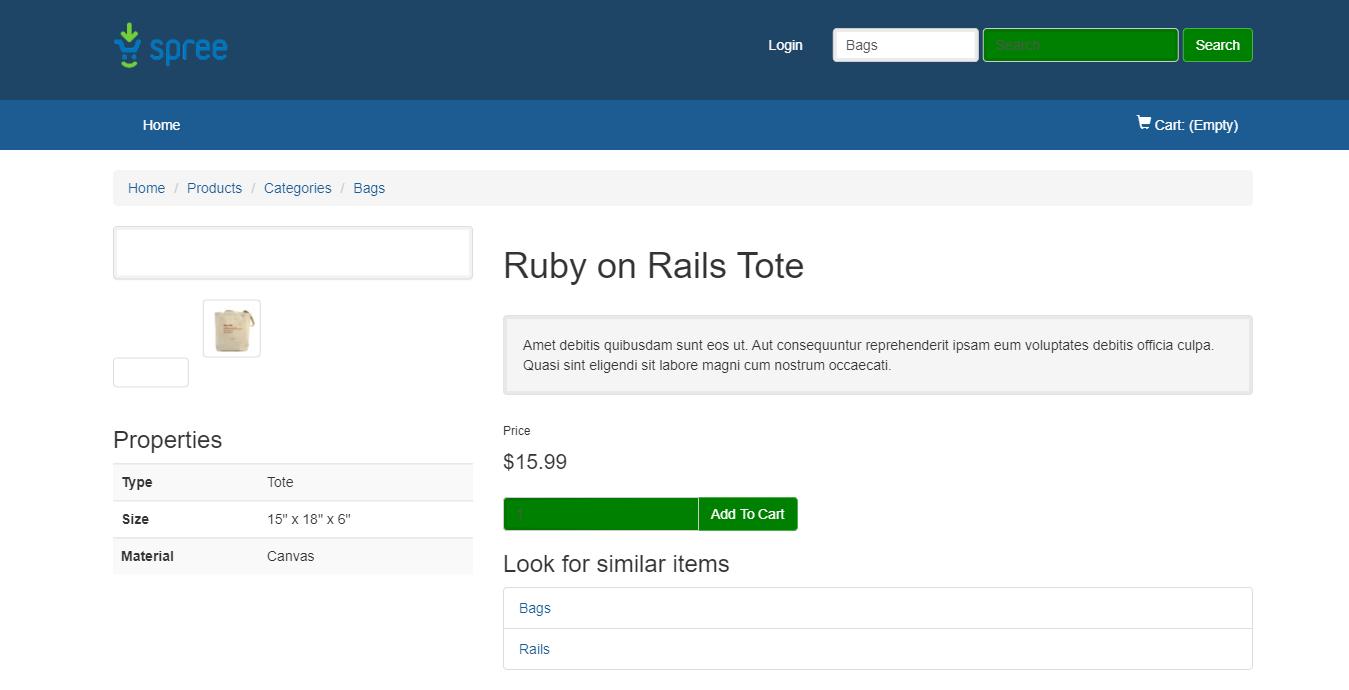 spree
Login
Bags
Search
Search
Home
Cart: (Empty)
Home / Products / Categories / Bags
Ruby on Rails Tote
Amet debitis quibusdam sunt eos ut. Aut consequuntur reprehenderit ipsam eum voluptates debitis officia culpa.
Quasi sint eligendi sit labore magni cum nostrum occaecati.
Price
$15.99
1
Add To Cart
Properties
Type Tote
Size 15" x 18" x 6"
Material Canvas
Look for similar items
Bags
Rails